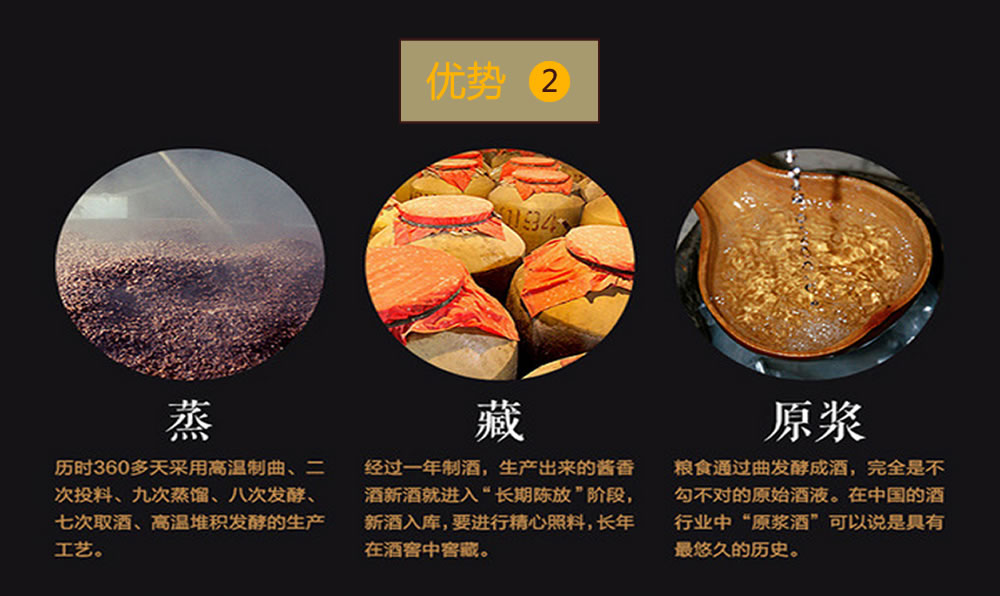 优势 2
蒸
历时360多天采用高温制曲、二
次投料、九次蒸馏、八次发酵、
七次取酒、高温堆积发酵的生产
工艺。
藏
经过一年制酒，生产出来的酱香
酒新酒就进入“长期陈放”阶段，
新酒入库，要进行精心照料，长年
在酒窖中窖藏。
原浆
粮食通过曲发酵成酒，完全是不
勾不对的原始酒液。在中国的酒
行业中“原浆酒”可以说是具有
最悠久的历史。